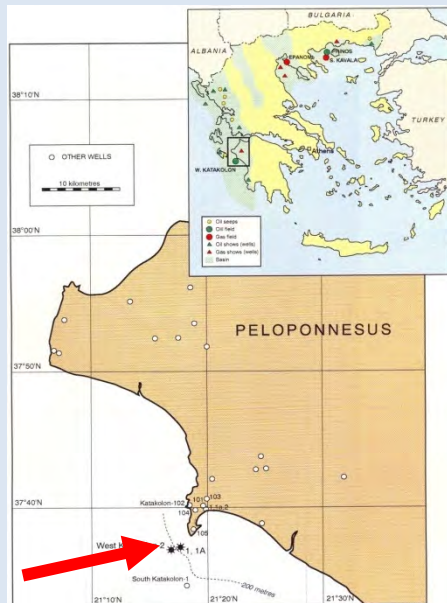 BULGARIA
ALBANIA
EPANOMI
PRINOS
S. KAVALA
TURKEY
Athens
W. KATAKOLON
Oil seeps
Oil field
Gas field
Oil shows (wells)
Gas shows (wells)
Basin
38°10'
OTHER WELLS
10 kilometres
38°00'
PELOPONNESUS
37°50'
37°40'
Katakolon-102
101
103
104
105
West K
2
1, 1A
South Katakolon-1
200 metres
21°10'
21°20'
21°30'